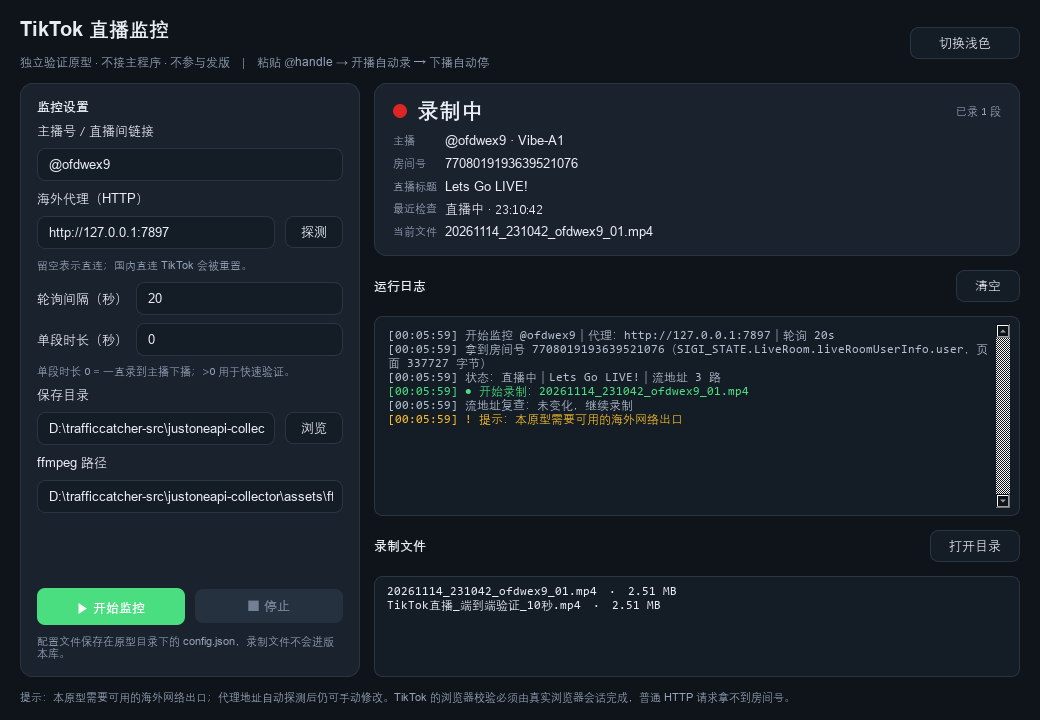 TikTok 直播监控
独立验证原型 · 不接主程序 · 不参与发版 | 粘贴 @handle → 开播自动录 → 下播自动停
切换浅色
监控设置
主播号 / 直播间链接
@ofdwex9
海外代理（HTTP）
http://127.0.0.1:7897
探测
留空表示直连；国内直连 TikTok 会被重置。
轮询间隔（秒）
20
单段时长（秒）
0
单段时长 0 = 一直录到主播下播；>0 用于快速验证。
保存目录
D:\trafficcatcher-src\justoneapi-collec
浏览
ffmpeg 路径
D:\trafficcatcher-src\justoneapi-collector\assets\ff
▶ 开始监控
■ 停止
配置文件保存在原型目录下的 config.json，录制文件不会进版
本库。
录制中
已录 1 段
主播 @ofdwex9 · Vibe-A1
房间号 7708019193639521076
直播标题 Lets Go LIVE!
最近检查 直播中 · 23:10:42
当前文件 20261114_231042_ofdwex9_01.mp4
运行日志
清空
[00:05:59] 开始监控 @ofdwex9 | 代理: http://127.0.0.1:7897 | 轮询 20s
[00:05:59] 拿到房间号 7708019193639521076（SIGI_STATE.LiveRoom.liveRoomUserInfo.user，页
面 337727 字节）
[00:05:59] 状态：直播中 | Lets Go LIVE! | 流地址 3 路
[00:05:59] ● 开始录制：20261114_231042_ofdwex9_01.mp4
[00:05:59] 流地址复查：未变化，继续录制
[00:05:59] ! 提示：本原型需要可用的海外网络出口
录制文件
打开目录
20261114_231042_ofdwex9_01.mp4 · 2.51 MB
TikTok直播_端到端验证_10秒.mp4 · 2.51 MB
提示：本原型需要可用的海外网络出口；代理地址自动探测后仍可手动修改。TikTok 的浏览器校验必须由真实浏览器会话完成，普通 HTTP 请求拿不到房间号。